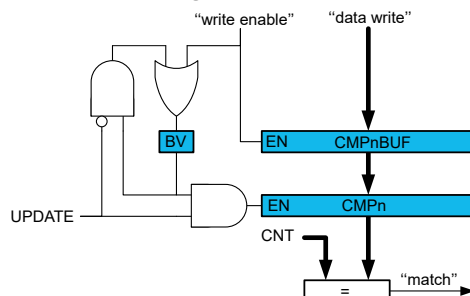 “write enable” “data write”
BV EN CMPnBUF
EN CMPn
UPDATE
CNT
= “match”